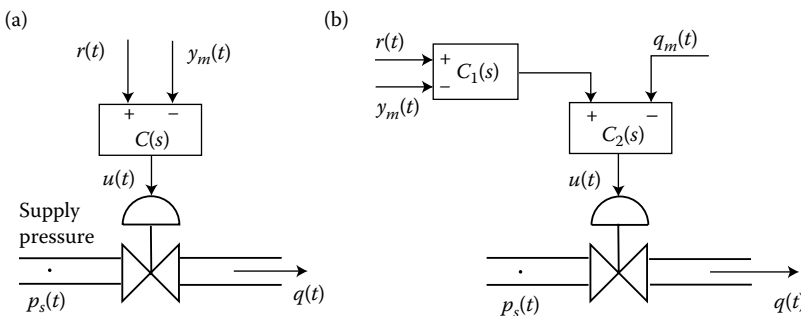 (a)
r(t)
y_m(t)
+ −
C(s)
u(t)
Supply
pressure
p_s(t)
q(t)
(b)
r(t)
+
C_1(s)
−
y_m(t)
q_m(t)
+ −
C_2(s)
u(t)
p_s(t)
q(t)